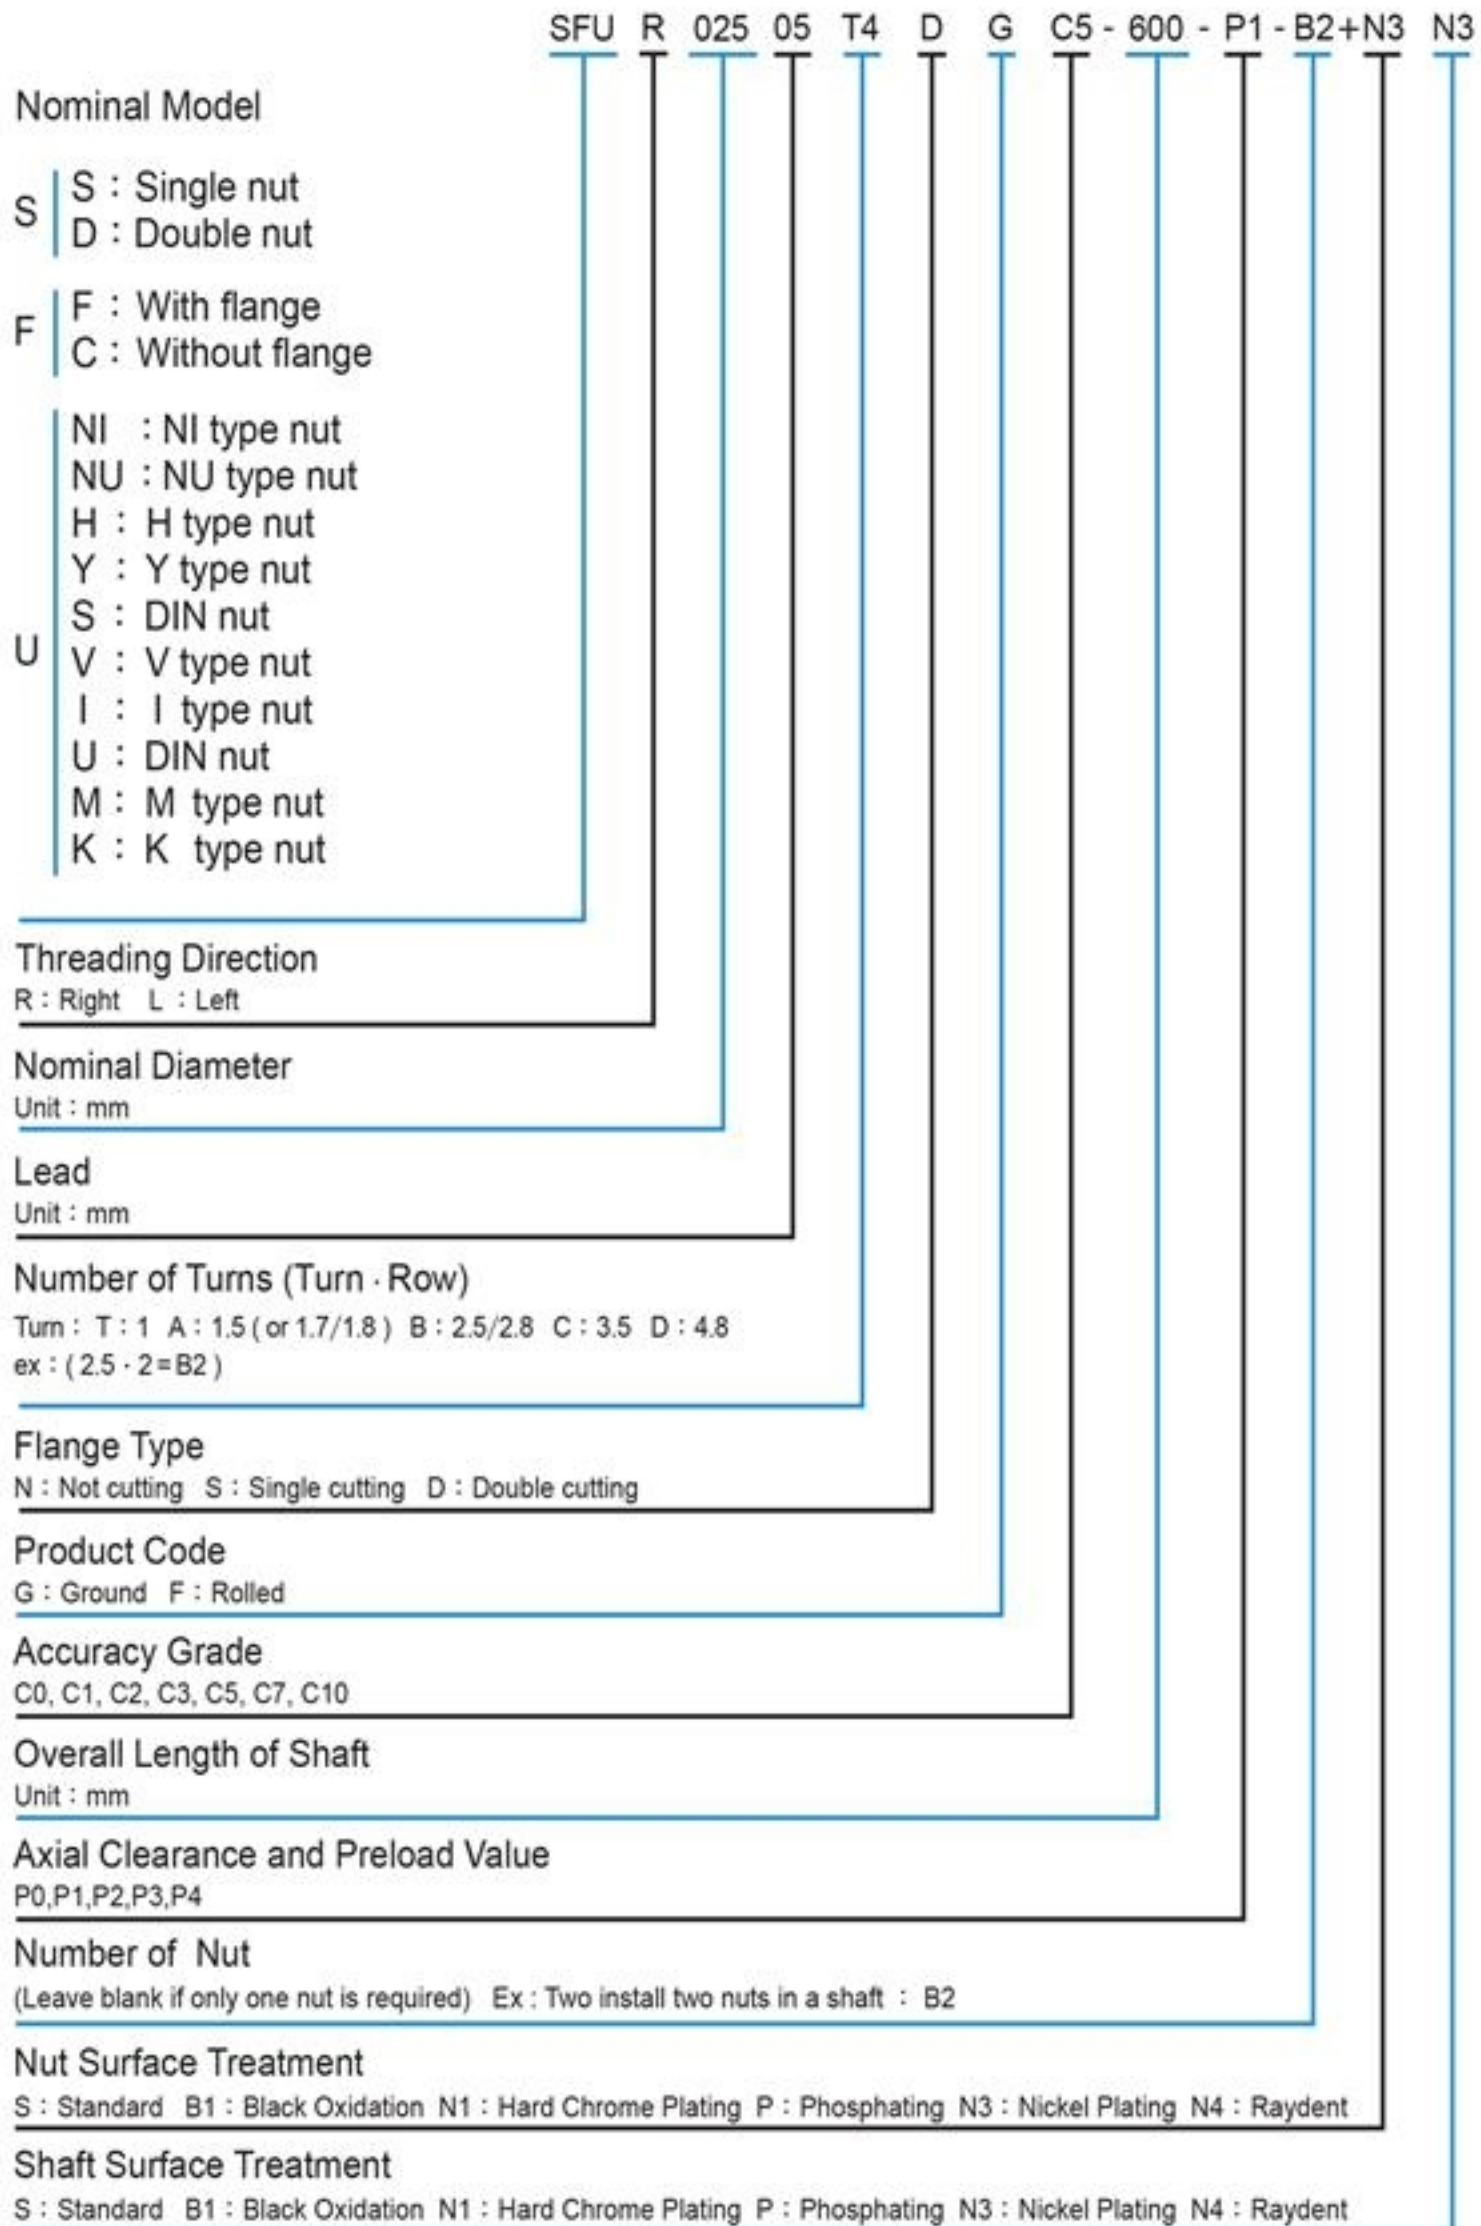 SFU R 025 05 T4 D G C5 - 600 - P1 - B2+N3 N3
Nominal Model
S
S : Single nut
D : Double nut
F
F : With flange
C : Without flange
U
NI : NI type nut
NU : NU type nut
H : H type nut
Y : Y type nut
S : DIN nut
V : V type nut
I : I type nut
U : DIN nut
M : M type nut
K : K type nut
Threading Direction
R : Right L : Left
Nominal Diameter
Unit : mm
Lead
Unit : mm
Number of Turns (Turn · Row)
Turn : T : 1 A : 1.5 ( or 1.7/1.8 ) B : 2.5/2.8 C : 3.5 D : 4.8
ex : ( 2.5 · 2 = B2 )
Flange Type
N : Not cutting S : Single cutting D : Double cutting
Product Code
G : Ground F : Rolled
Accuracy Grade
C0, C1, C2, C3, C5, C7, C10
Overall Length of Shaft
Unit : mm
Axial Clearance and Preload Value
P0,P1,P2,P3,P4
Number of Nut
(Leave blank if only one nut is required) Ex : Two install two nuts in a shaft : B2
Nut Surface Treatment
S : Standard B1 : Black Oxidation N1 : Hard Chrome Plating P : Phosphating N3 : Nickel Plating N4 : Raydent
Shaft Surface Treatment
S : Standard B1 : Black Oxidation N1 : Hard Chrome Plating P : Phosphating N3 : Nickel Plating N4 : Raydent